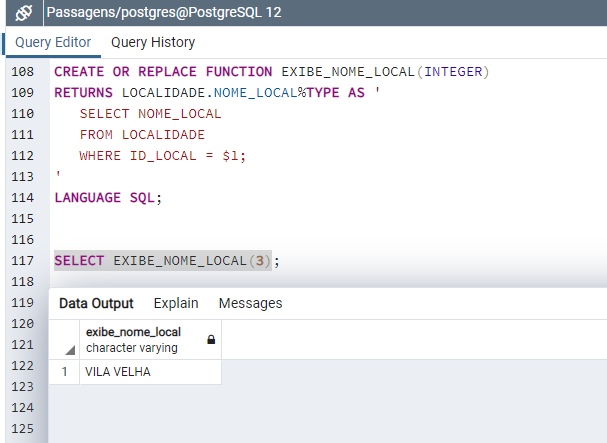 Passagens/postgres@PostgreSQL 12
Query Editor Query History
108 CREATE OR REPLACE FUNCTION EXIBE_NOME_LOCAL(INTEGER)
109 RETURNS LOCALIDADE.NOME_LOCAL%TYPE AS '
110 SELECT NOME_LOCAL
111 FROM LOCALIDADE
112 WHERE ID_LOCAL = $1;
113 '
114 LANGUAGE SQL;
115
116
117 SELECT EXIBE_NOME_LOCAL(3);
118
119
120
121
122
123
124
125
Data Output Explain Messages
exibe_nome_local
character varying
1 VILA VELHA